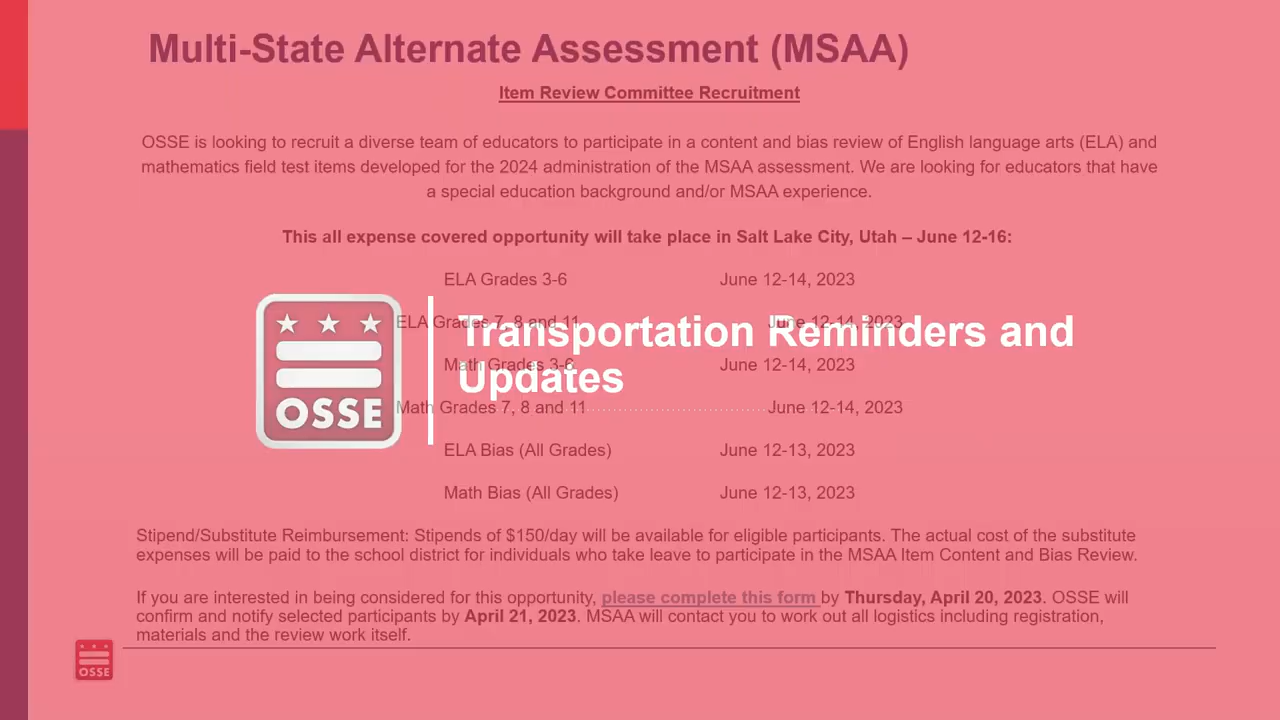 Multi-State Alternate Assessment (MSAA)
Item Review Committee Recruitment
OSSE is looking to recruit a diverse team of educators to participate in a content and bias review of English language arts (ELA) and
mathematics field test items developed for the 2024 administration of the MSAA assessment. We are looking for educators that have
a special education background and/or MSAA experience.
This all expense covered opportunity will take place in Salt Lake City, Utah – June 12-16:
ELA Grades 3-6 June 12-14, 2023
ELA Grades 7, 8 and 11 June 12-14, 2023
Transportation Reminders and
Math Grades 3-6 June 12-14, 2023
Updates
OSSE
Math Grades 7, 8 and 11 June 12-14, 2023
ELA Bias (All Grades) June 12-13, 2023
Math Bias (All Grades) June 12-13, 2023
Stipend/Substitute Reimbursement: Stipends of $150/day will be available for eligible participants. The actual cost of the substitute
expenses will be paid to the school district for individuals who take leave to participate in the MSAA Item Content and Bias Review.
If you are interested in being considered for this opportunity, please complete this form by Thursday, April 20, 2023. OSSE will
confirm and notify selected participants by April 21, 2023. MSAA will contact you to work out all logistics including registration,
materials and the review work itself.
OSSE